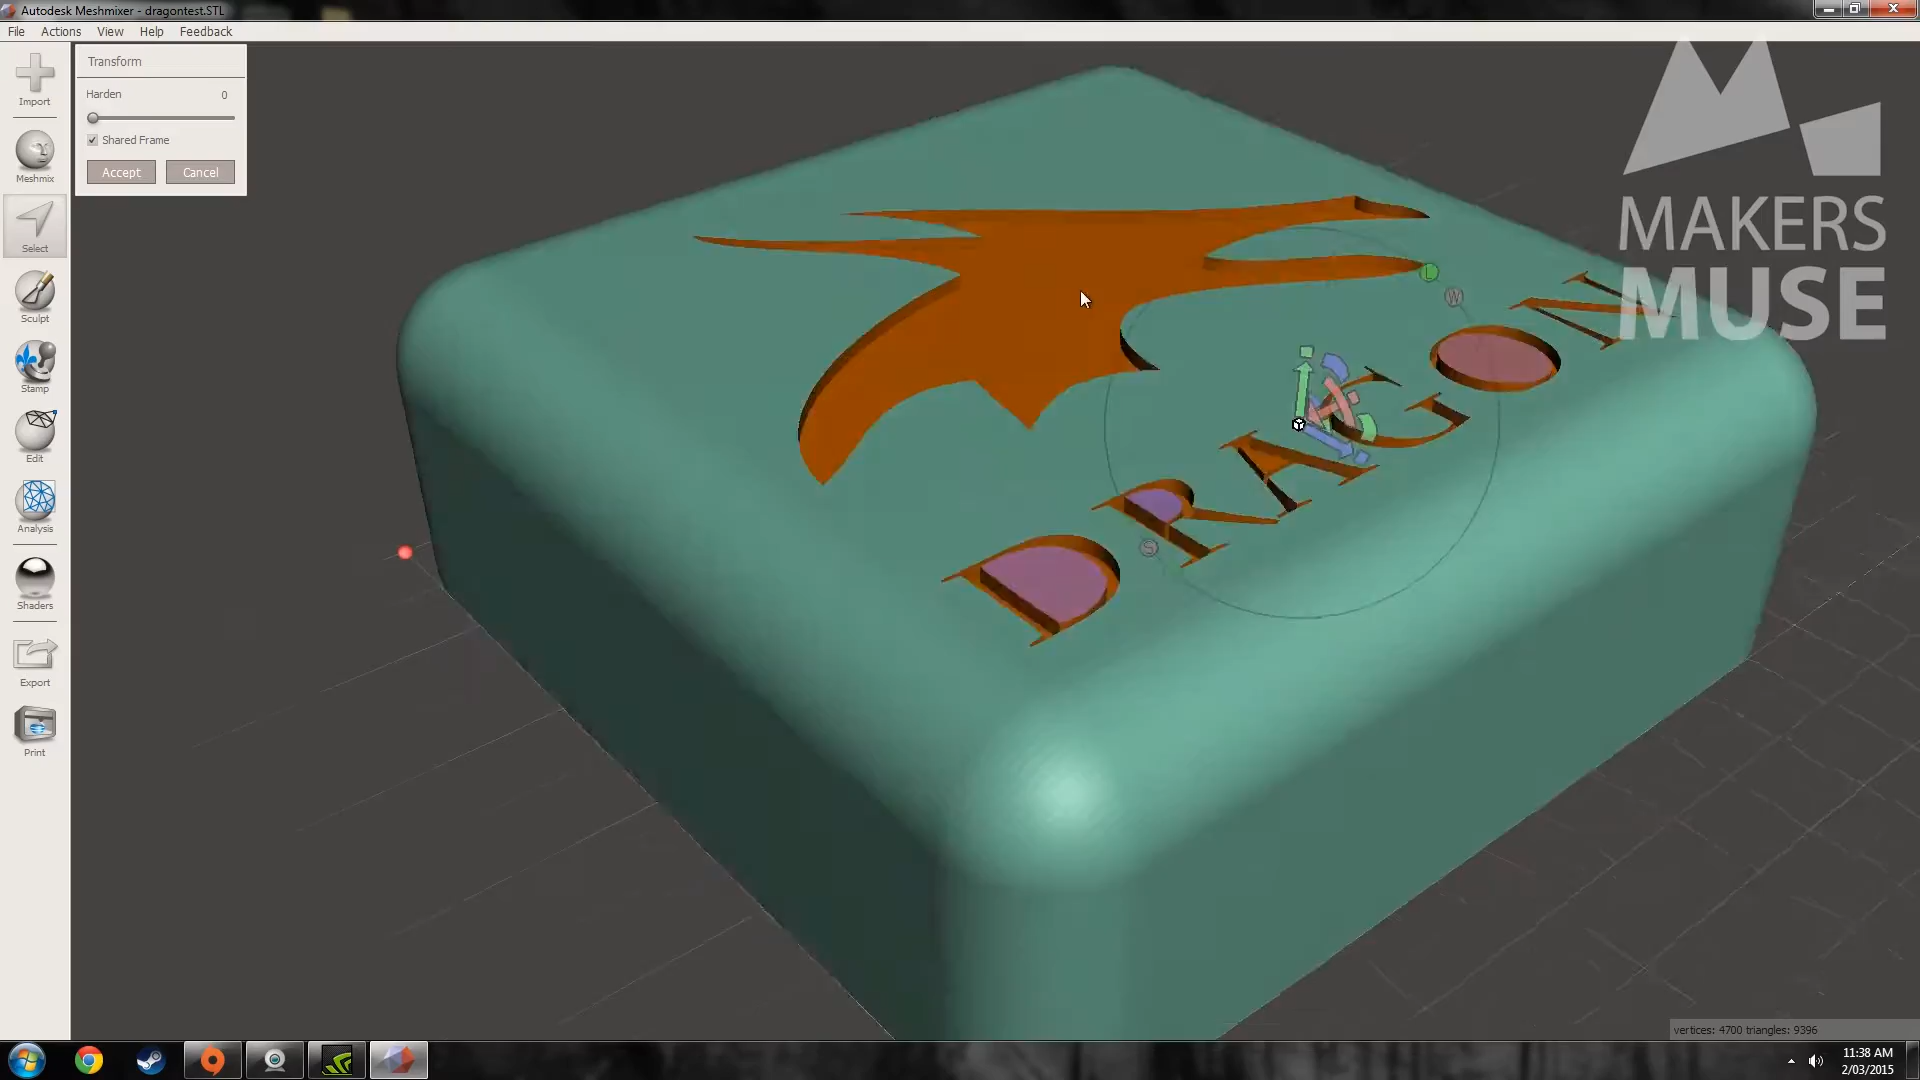 Autodesk Meshmixer - dragontest.STL
File Actions View Help Feedback
Transform
Harden 0
Shared Frame
Accept Cancel
Import
Meshmix
Select
Sculpt
Stamp
Edit
Analysis
Shaders
Export
Print
MAKERS
MUSE
L
W
S
DRAGON
vertices: 4700 triangles: 9396
11:38 AM
2/03/2015